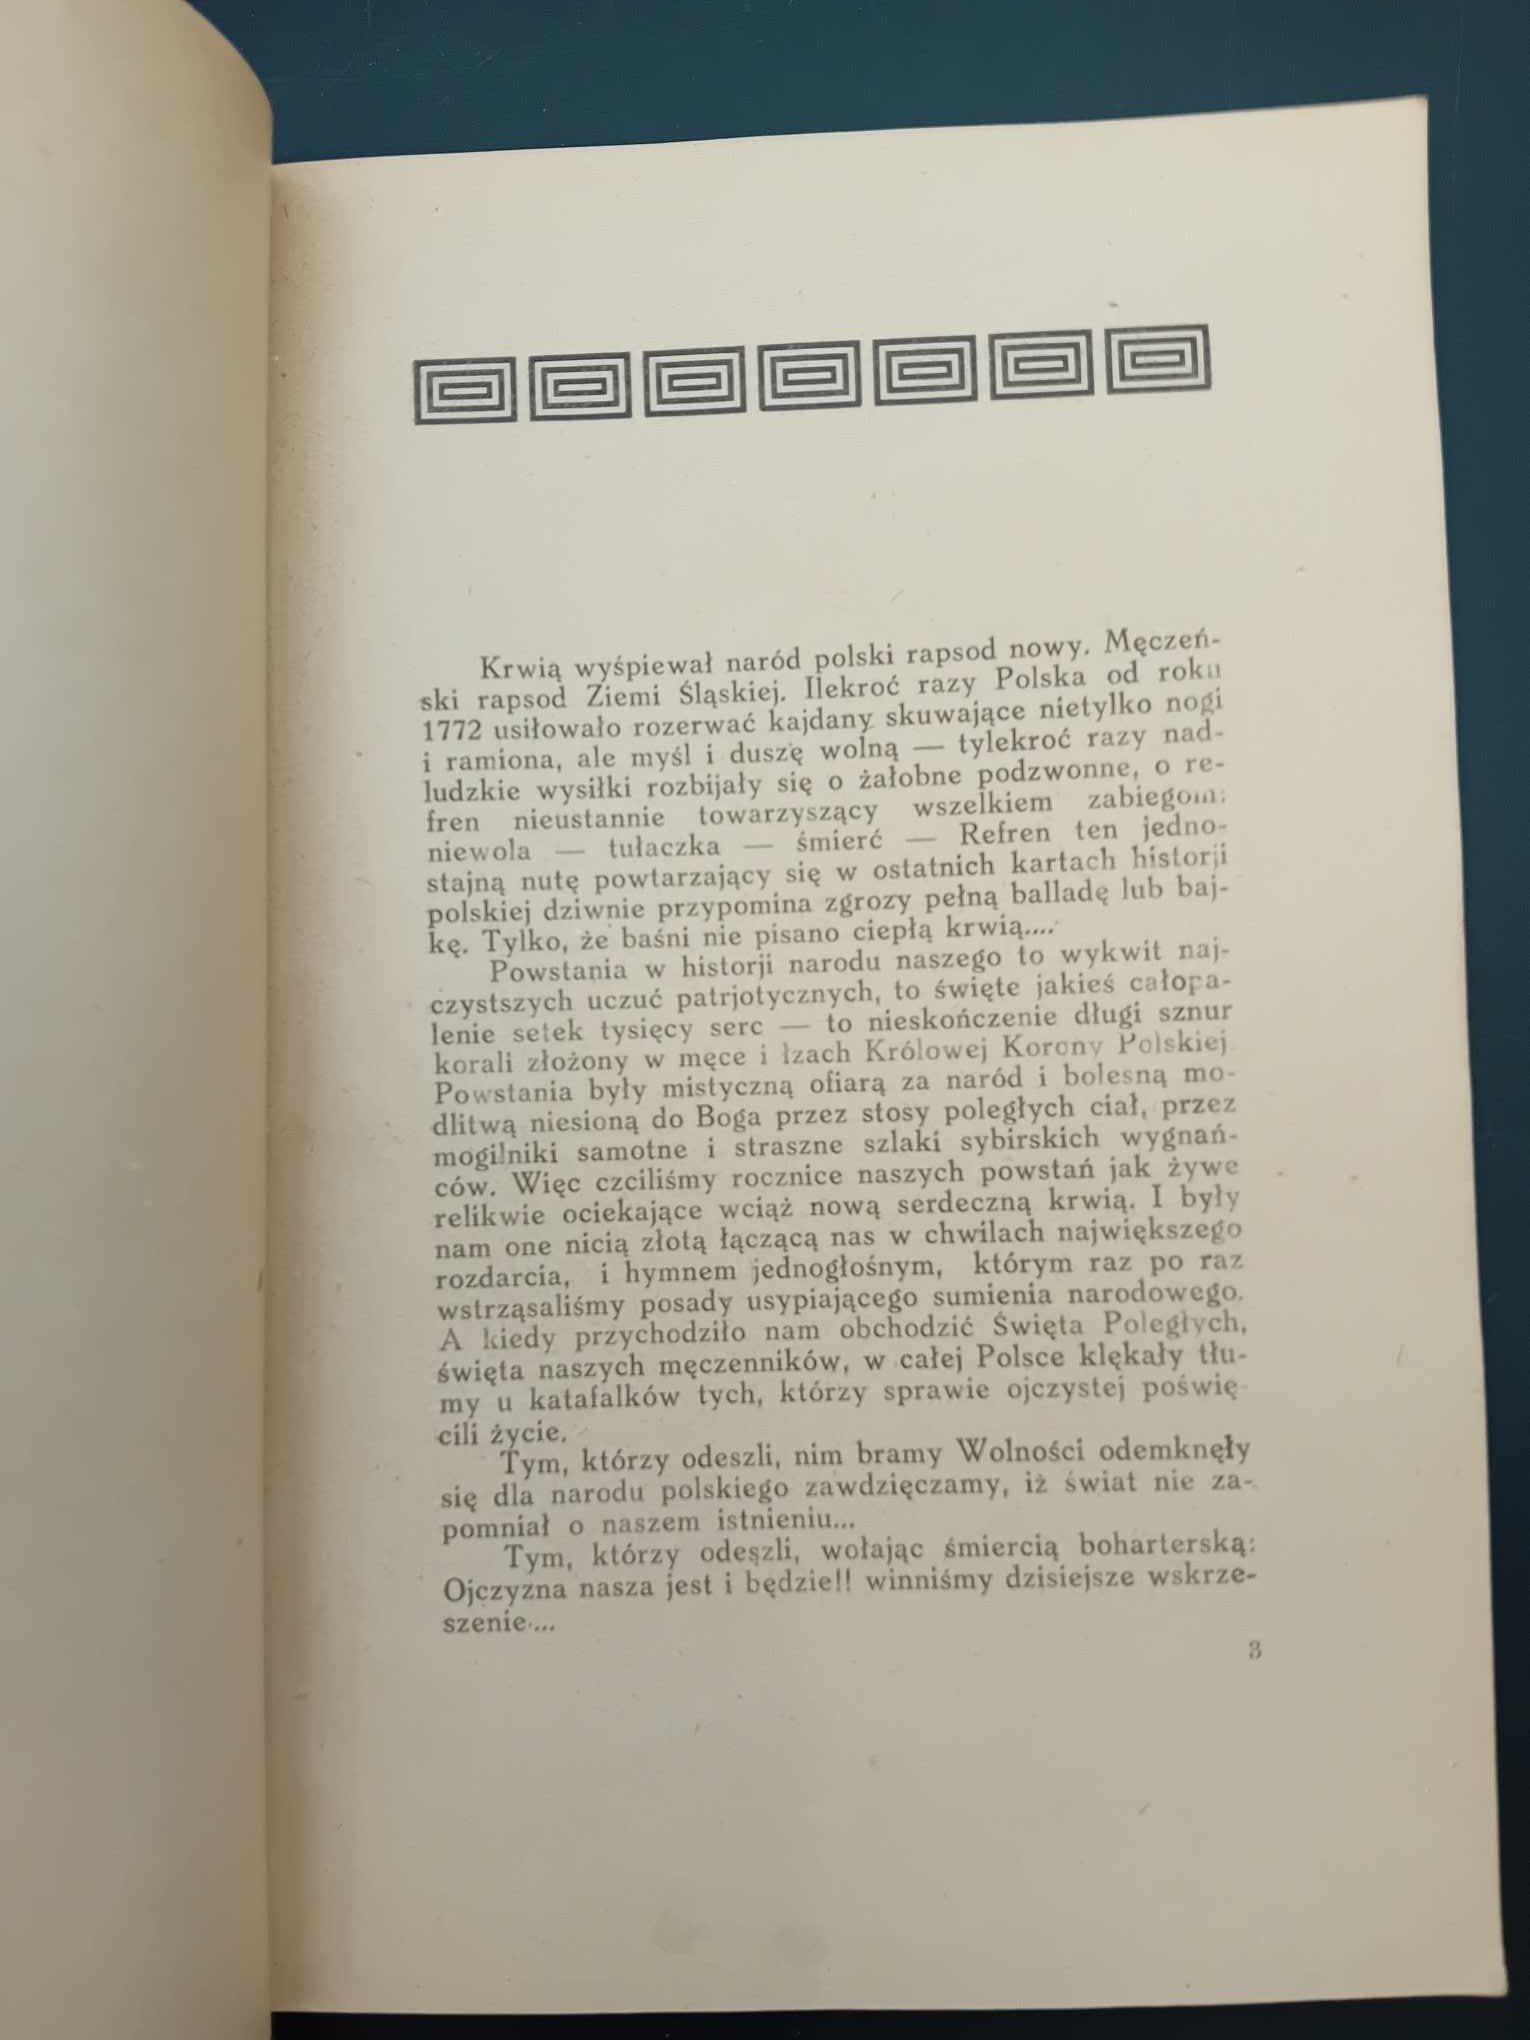 Krwią wyśpiewał naród polski rapsod nowy. Męczeń-
ski rapsod Ziemi Śląskiej. Ilekroć razy Polska od roku
1772 usiłowało rozerwać kajdany skuwające nietylko nogi
i ramiona, ale myśl i duszę wolną — tylekroć razy nad-
ludzkie wysiłki rozbijały się o żałobne podzwonne, o re-
fren nieustannie towarzyszący wszelkiem zabiegom:
niewola — tułaczka — śmierć — Refren ten jedno-
stajną nutę powtarzający się w ostatnich kartach historji
polskiej dziwnie przypomina zgrozy pełną balladę lub baj-
kę. Tylko, że baśni nie pisano ciepłą krwią....
Powstania w historji narodu naszego to wykwit naj-
czystszych uczuć patrjotycznych, to święte jakieś całopa-
lenie setek tysięcy serc — to nieskończenie długi sznur
korali złożony w męce i łzach Królowej Korony Polskiej
Powstania były mistyczną ofiarą za naród i bolesną mo-
dlitwą niesioną do Boga przez stosy poległych ciał, przez
mogilniki samotne i straszne szlaki sybirskich wygnań-
ców. Więc czciliśmy rocznice naszych powstań jak żywe
relikwie ociekające wciąż nową serdeczną krwią. I były
nam one nicią złotą łączącą nas w chwilach największego
rozdarcia, i hymnem jednogłośnym, którym raz po raz
wstrząsaliśmy posady usypiającego sumienia narodowego.
A kiedy przychodziło nam obchodzić Święta Poległych,
święta naszych męczenników, w całej Polsce klękały tłu-
my u katafalków tych, którzy sprawie ojczystej poświę-
cili życie.
Tym, którzy odeszli, nim bramy Wolności odemknęły
się dla narodu polskiego zawdzięczamy, iż świat nie za-
pomniał o naszem istnieniu...
Tym, którzy odeszli, wołając śmiercią boharterską:
Ojczyzna nasza jest i będzie!! winniśmy dzisiejsze wskrze-
szenie....
3